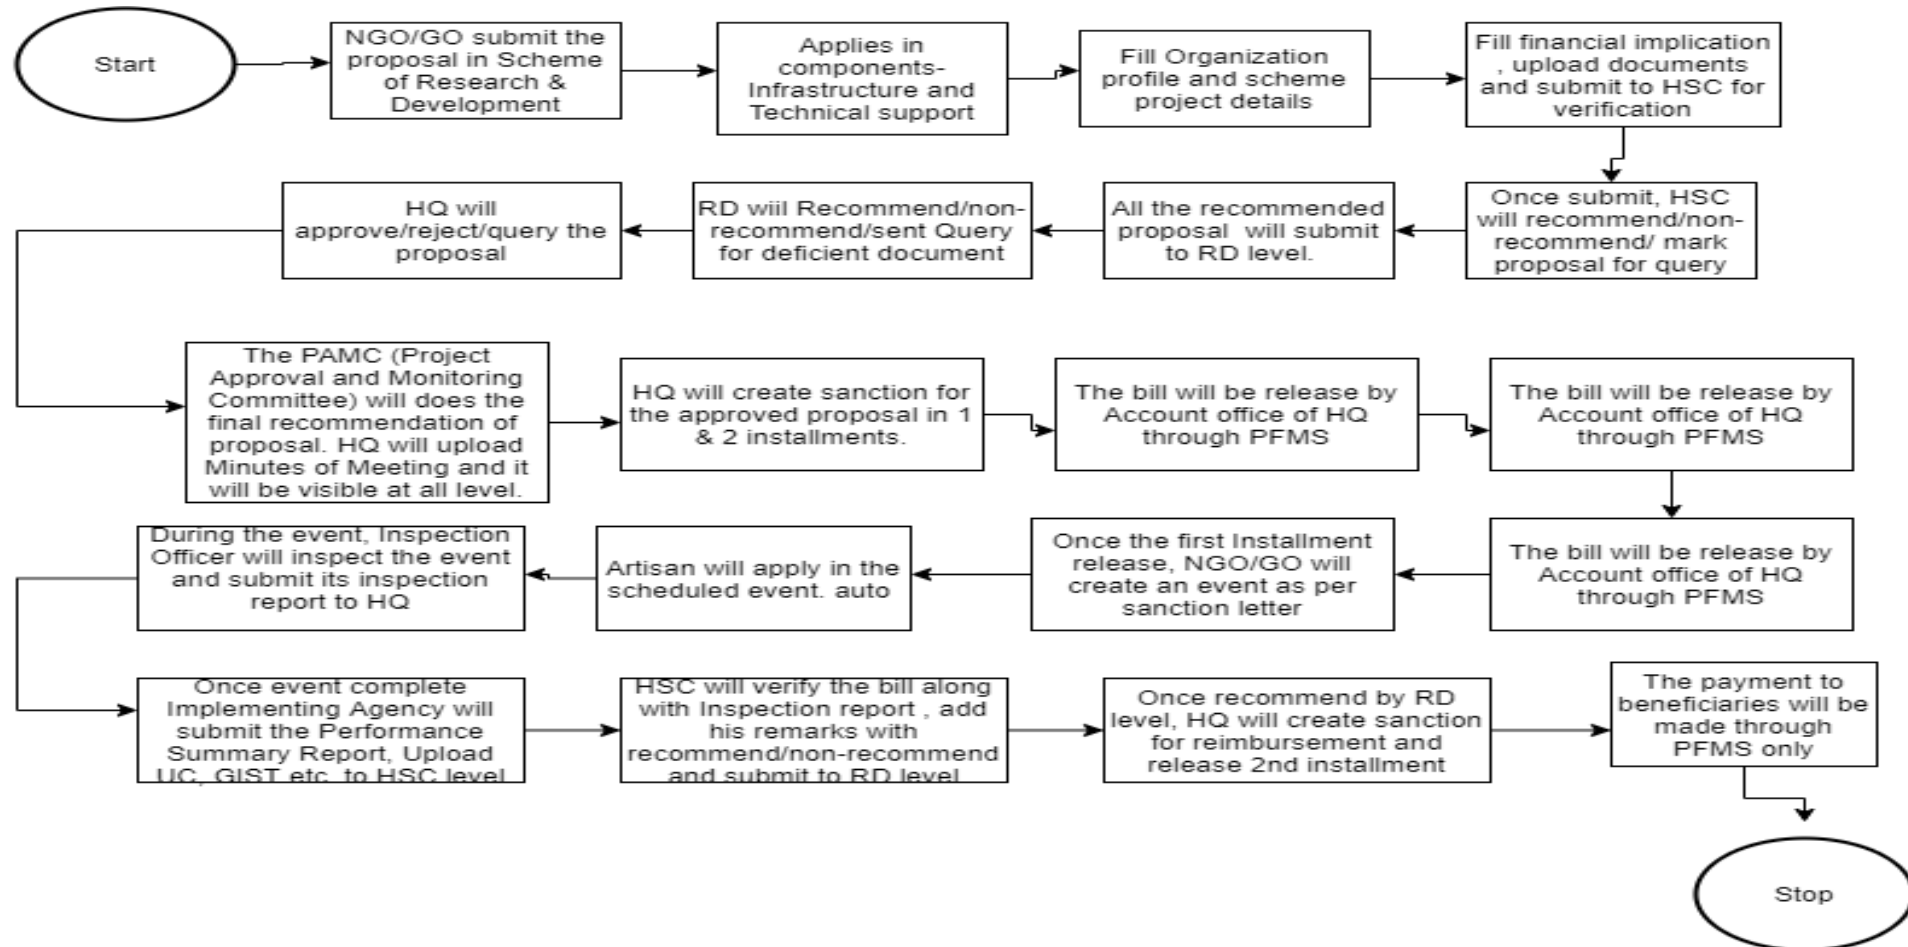 Start
NGO/GO submit the
proposal in Scheme
of Research &
Development
Applies in
components-
Infrastructure and
Technical support
Fill Organization
profile and scheme
project details
Fill financial implication
, upload documents
and submit to HSC for
verification
Once submit, HSC
will recommend/non-
recommend/ mark
proposal for query
All the recommended
proposal will submit
to RD level.
RD wiil Recommend/non-
recommend/sent Query
for deficient document
HQ will
approve/reject/query the
proposal
The PAMC (Project
Approval and Monitoring
Committee) will does the
final recommendation of
proposal. HQ will upload
Minutes of Meeting and it
will be visible at all level.
HQ will create sanction for
the approved proposal in 1
& 2 installments.
The bill will be release by
Account office of HQ
through PFMS
The bill will be release by
Account office of HQ
through PFMS
The bill will be release by
Account office of HQ
through PFMS
Once the first Installment
release, NGO/GO will
create an event as per
sanction letter
Artisan will apply in the
scheduled event. auto
During the event, Inspection
Officer will inspect the event
and submit its inspection
report to HQ
Once event complete
Implementing Agency will
submit the Performance
Summary Report, Upload
UC, GIST etc. to HSC level
HSC will verify the bill along
with Inspection report , add
his remarks with
recommend/non-recommend
and submit to RD level
Once recommend by RD
level, HQ will create sanction
for reimbursement and
release 2nd installment
The payment to
beneficiaries will be
made through
PFMS only
Stop